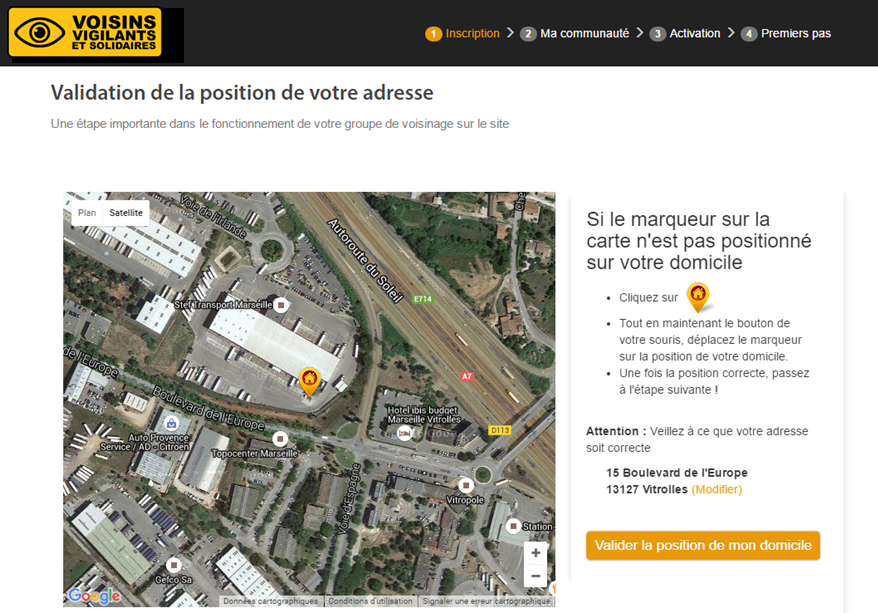 VOISINS
VIGILANTS
ET SOLIDAIRES
1 Inscription
2 Ma communauté
3 Activation
4 Premiers pas
Validation de la position de votre adresse
Une étape importante dans le fonctionnement de votre groupe de voisinage sur le site
Plan Satellite
Voie de l'Irlande
Autoroute du Soleil
Che
E714
Ste Transport Marseille
A7
de l'Europe
Boulevard de l'Europe
Hotel ibis budget
Marseille Vitrolles
D113
Auto Provence
Service / AD - Citroën
Topocenter Marseille
Voie d'Espagne
Vitropole
Station
Gefco Sa
+
−
Google
Données cartographiques
Conditions d'utilisation
Signaler une erreur cartographique
Si le marqueur sur la
carte n'est pas positionné
sur votre domicile
• Cliquez sur
• Tout en maintenant le bouton de
votre souris, déplacez le marqueur
sur la position de votre domicile.
• Une fois la position correcte, passez
à l'étape suivante !
Attention : Veillez à ce que votre adresse
soit correcte
15 Boulevard de l'Europe
13127 Vitrolles (Modifier)
Valider la position de mon domicile